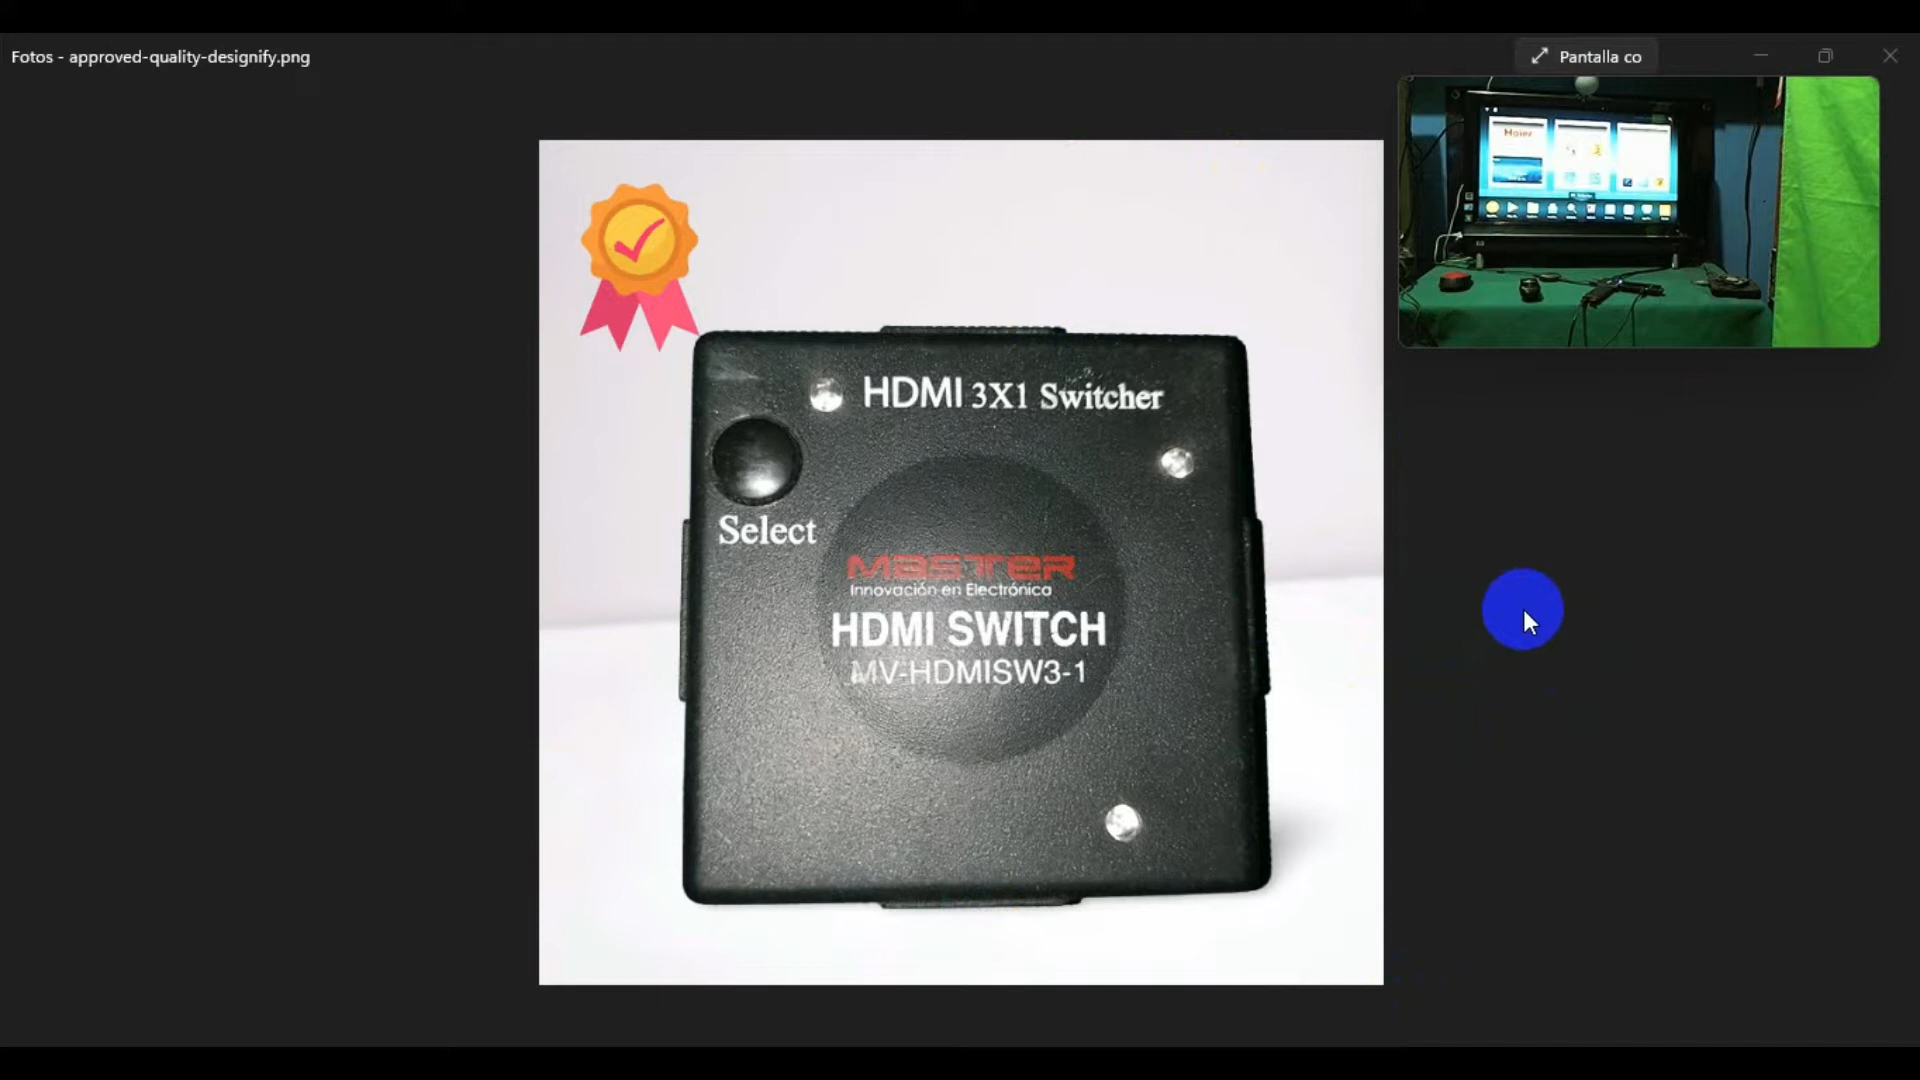 Fotos - approved-quality-designify.png
Pantalla co
Haier
HDMI 3X1 Switcher
Select
MASTER
Innovación en Electrónica
HDMI SWITCH
MV-HDMISW3-1